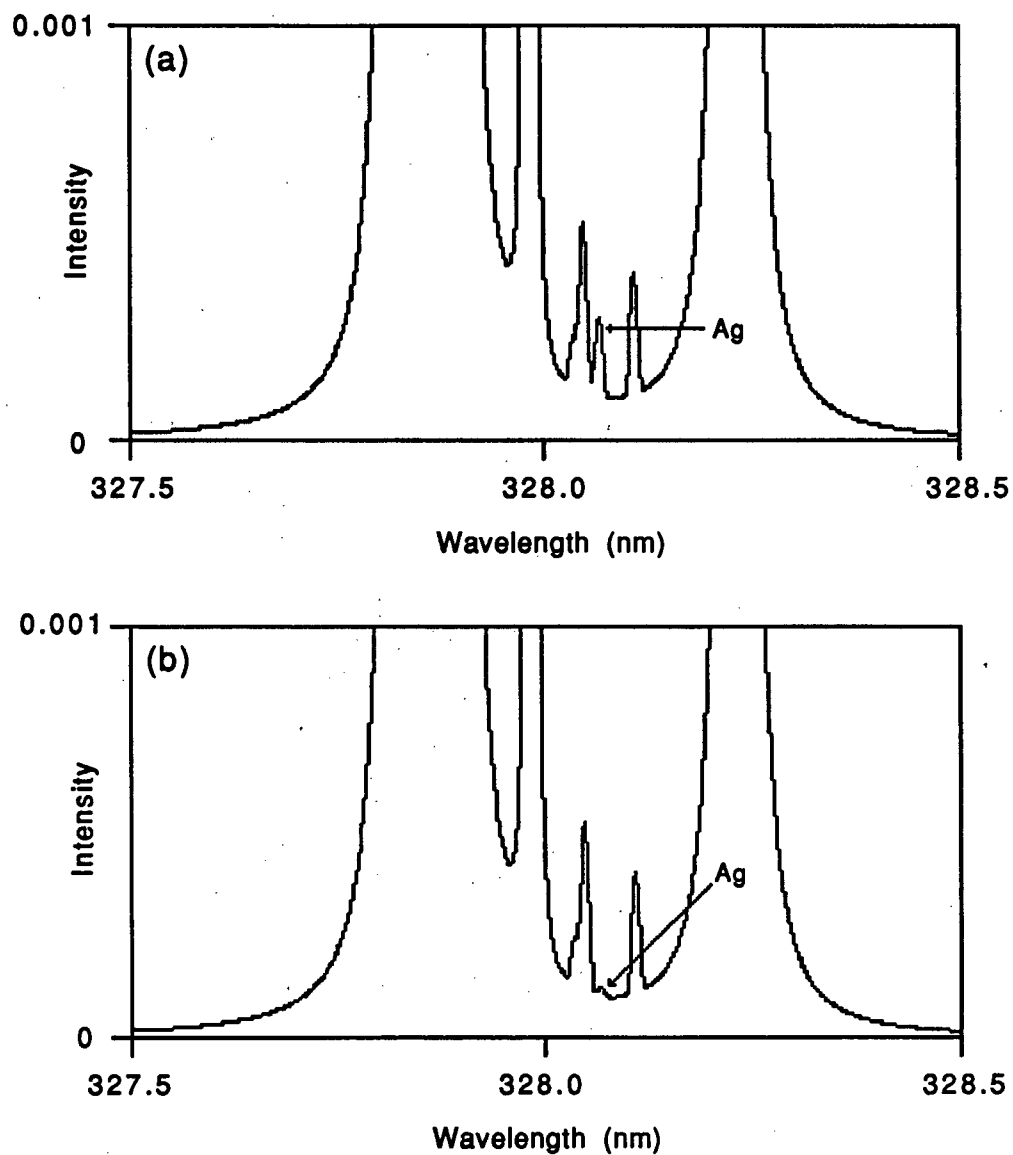 0.001
(a)
Intensity
Ag
0
327.5 328.0 328.5
Wavelength (nm)
0.001
(b)
Intensity
Ag
0
327.5 328.0 328.5
Wavelength (nm)